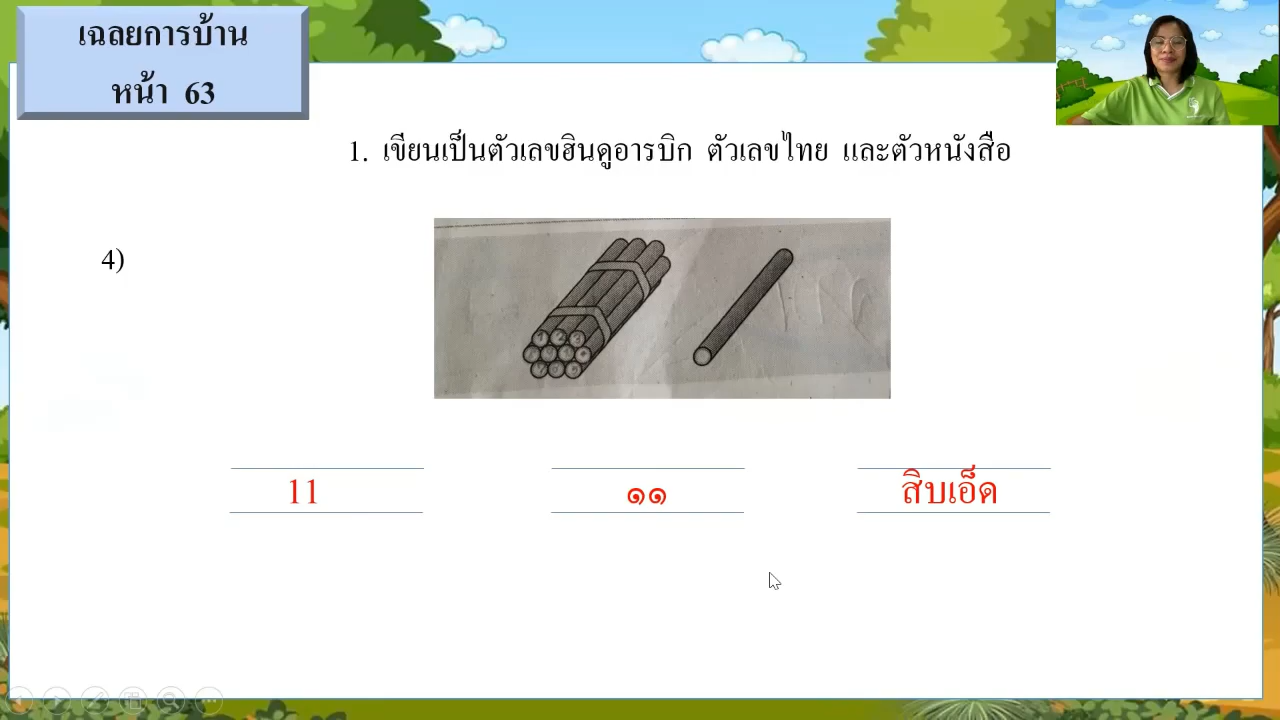 เฉลยการบ้าน
หน้า 63
1. เขียนเป็นตัวเลขฮินดูอารบิก ตัวเลขไทย และตัวหนังสือ
4)
11
๑๑
สิบเอ็ด